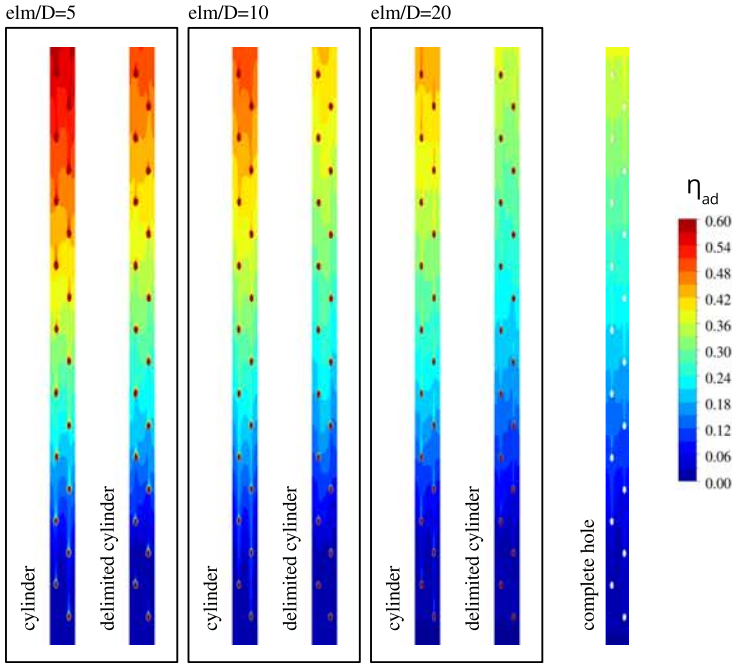 elm/D=5
elm/D=10
elm/D=20
cylinder
delimited cylinder
cylinder
delimited cylinder
cylinder
delimited cylinder
complete hole
ηad
0.60
0.54
0.48
0.42
0.36
0.30
0.24
0.18
0.12
0.06
0.00